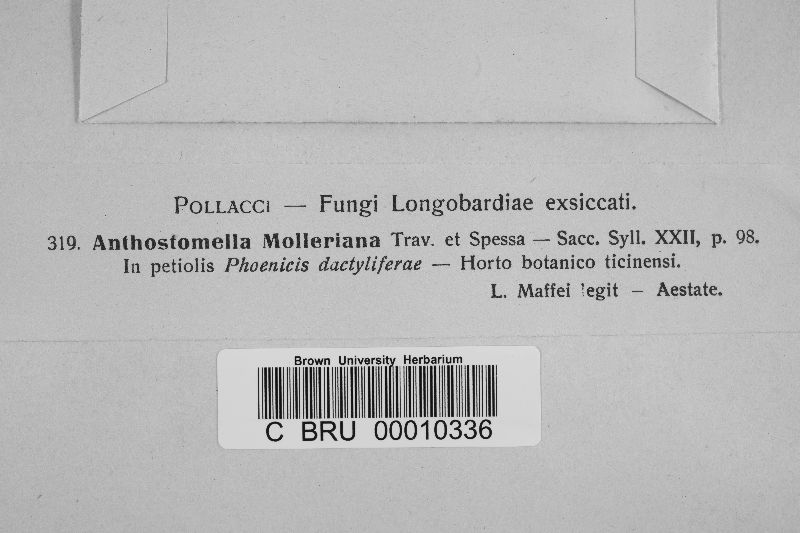 POLLACCI — Fungi Longobardiae exsiccati.
319. Anthostomella Molleriana Trav. et Spessa — Sacc. Syll. XXII, p. 98.
In petiolis Phoenicis dactyliferae — Horto botanico ticinensi.
L. Maffei legit — Aestate.
Brown University Herbarium
C BRU 00010336